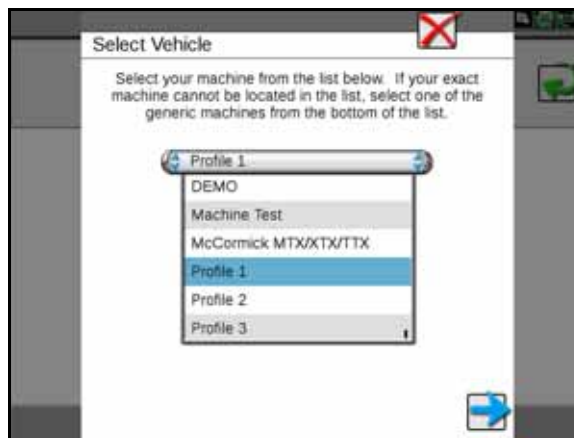 Select Vehicle
Select your machine from the list below. If your exact
machine cannot be located in the list, select one of the
generic machines from the bottom of the list.
Profile 1
DEMO
Machine Test
McCormick MTX/XTX/TTX
Profile 1
Profile 2
Profile 3